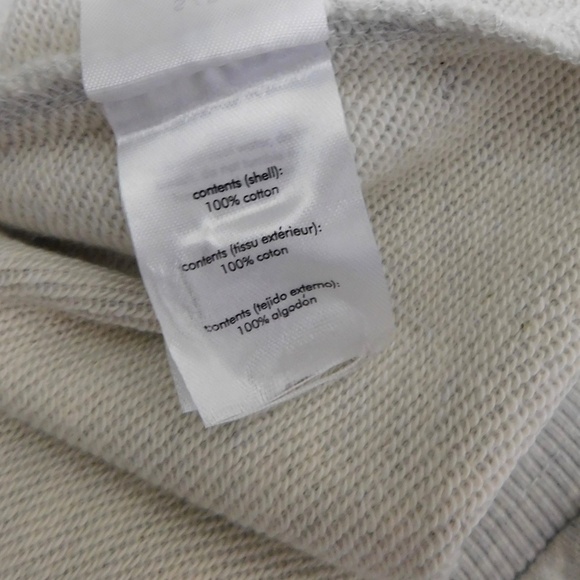 contents (shell):
100% cotton
contents (tissu extérieur):
100% coton
contents (tejido externo):
100% algodón